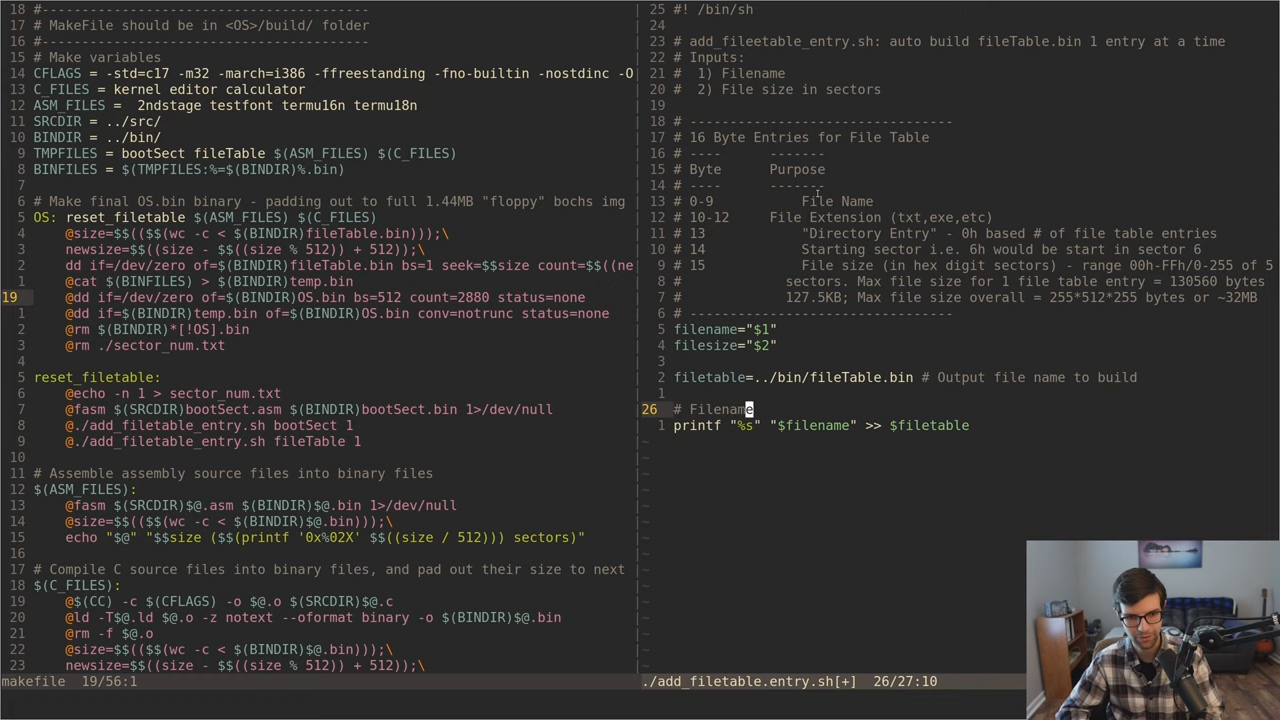 18 #-----------------------------------------
17 # MakeFile should be in <OS>/build/ folder
16 #-----------------------------------------
15 # Make variables
14 CFLAGS = -std=c17 -m32 -march=i386 -ffreestanding -fno-builtin -nostdinc -O
13 C_FILES = kernel editor calculator
12 ASM_FILES =  2ndstage testfont termu16n termu18n
11 SRCDIR = ../src/
10 BINDIR = ../bin/
9 TMPFILES = bootSect fileTable $(ASM_FILES) $(C_FILES)
8 BINFILES = $(TMPFILES:%=$(BINDIR)%.bin)
7
6 # Make final OS.bin binary - padding out to full 1.44MB "floppy" bochs img
5 OS: reset_filetable $(ASM_FILES) $(C_FILES)
4     @size=$$(($$(wc -c < $(BINDIR)fileTable.bin)));\
3     newsize=$$((size - $$((size % 512)) + 512));\
2     dd if=/dev/zero of=$(BINDIR)fileTable.bin bs=1 seek=$$size count=$$((ne
1     @cat $(BINFILES) > $(BINDIR)temp.bin
19     @dd if=/dev/zero of=$(BINDIR)OS.bin bs=512 count=2880 status=none
1     @dd if=$(BINDIR)temp.bin of=$(BINDIR)OS.bin conv=notrunc status=none
2     @rm $(BINDIR)*[!OS].bin
3     @rm ./sector_num.txt
4
5 reset_filetable:
6     @echo -n 1 > sector_num.txt
7     @fasm $(SRCDIR)bootSect.asm $(BINDIR)bootSect.bin 1>/dev/null
8     @./add_filetable_entry.sh bootSect 1
9     @./add_filetable_entry.sh fileTable 1
10
11 # Assemble assembly source files into binary files
12 $(ASM_FILES):
13     @fasm $(SRCDIR)$@.asm $(BINDIR)$@.bin 1>/dev/null
14     @size=$$(($$(wc -c < $(BINDIR)$@.bin)));\
15     echo "$@" "$$size ($$(printf '0x%02X' $$((size / 512))) sectors)"
16
17 # Compile C source files into binary files, and pad out their size to next
18 $(C_FILES):
19     @$(CC) -c $(CFLAGS) -o $@.o $(SRCDIR)$@.c
20     @ld -T$@.ld $@.o -z notext --oformat binary -o $(BINDIR)$@.bin
21     @rm -f $@.o
22     @size=$$(($$(wc -c < $(BINDIR)$@.bin)));\
23     newsize=$$((size - $$((size % 512)) + 512));\
makefile  19/56:1
25 #! /bin/sh
24
23 # add_fileetable_entry.sh: auto build fileTable.bin 1 entry at a time
22 # Inputs:
21 #  1) Filename
20 #  2) File size in sectors
19
18 # --------------------------------
17 # 16 Byte Entries for File Table
16 # ----      -------
15 # Byte      Purpose
14 # ----      -------
13 # 0-9           File Name
12 # 10-12     File Extension (txt,exe,etc)
11 # 13            "Directory Entry" - 0h based # of file table entries
10 # 14            Starting sector i.e. 6h would be start in sector 6
9 # 15            File size (in hex digit sectors) - range 00h-FFh/0-255 of 5
8 #             sectors. Max file size for 1 file table entry = 130560 bytes
7 #             127.5KB; Max file size overall = 255*512*255 bytes or ~32MB
6 # --------------------------------
5 filename="$1"
4 filesize="$2"
3
2 filetable=../bin/fileTable.bin # Output file name to build
1
26 # Filename
1 printf "%s" "$filename" >> $filetable
./add_filetable.entry.sh[+]  26/27:10